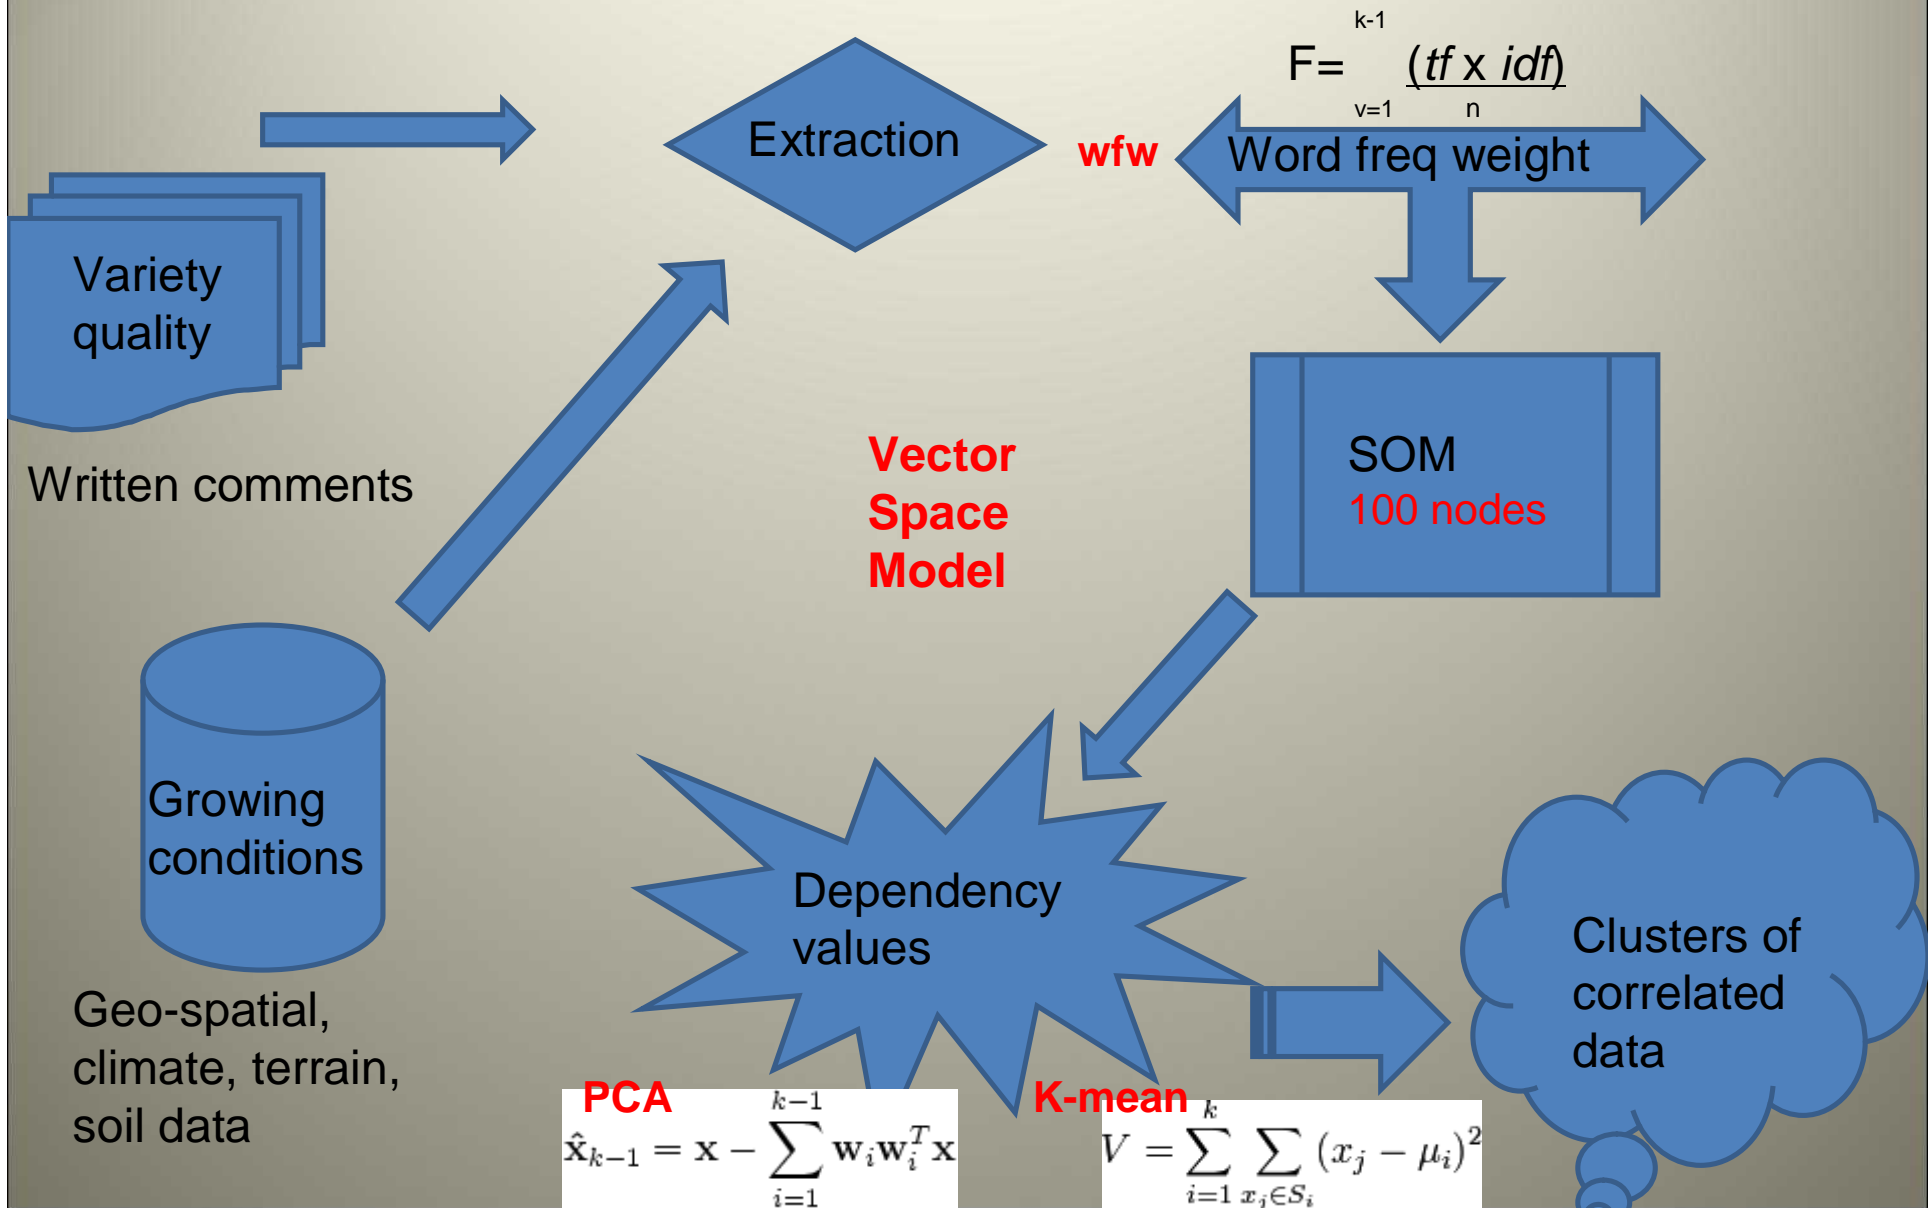 k-1
F= (tf x idf)
v=1 n
Extraction
wfw
Word freq weight
Variety
quality
Written comments
Vector
Space
Model
SOM
100 nodes
Growing
conditions
Geo-spatial,
climate, terrain,
soil data
Dependency
values
Clusters of
correlated
data
PCA
x̂ₖ₋₁ = x − ∑ᵢ₌₁ᵏ⁻¹ wᵢwᵢᵀx
K-mean
V = ∑ᵢ₌₁ᵏ ∑_{xⱼ∈Sᵢ} (xⱼ − μᵢ)²